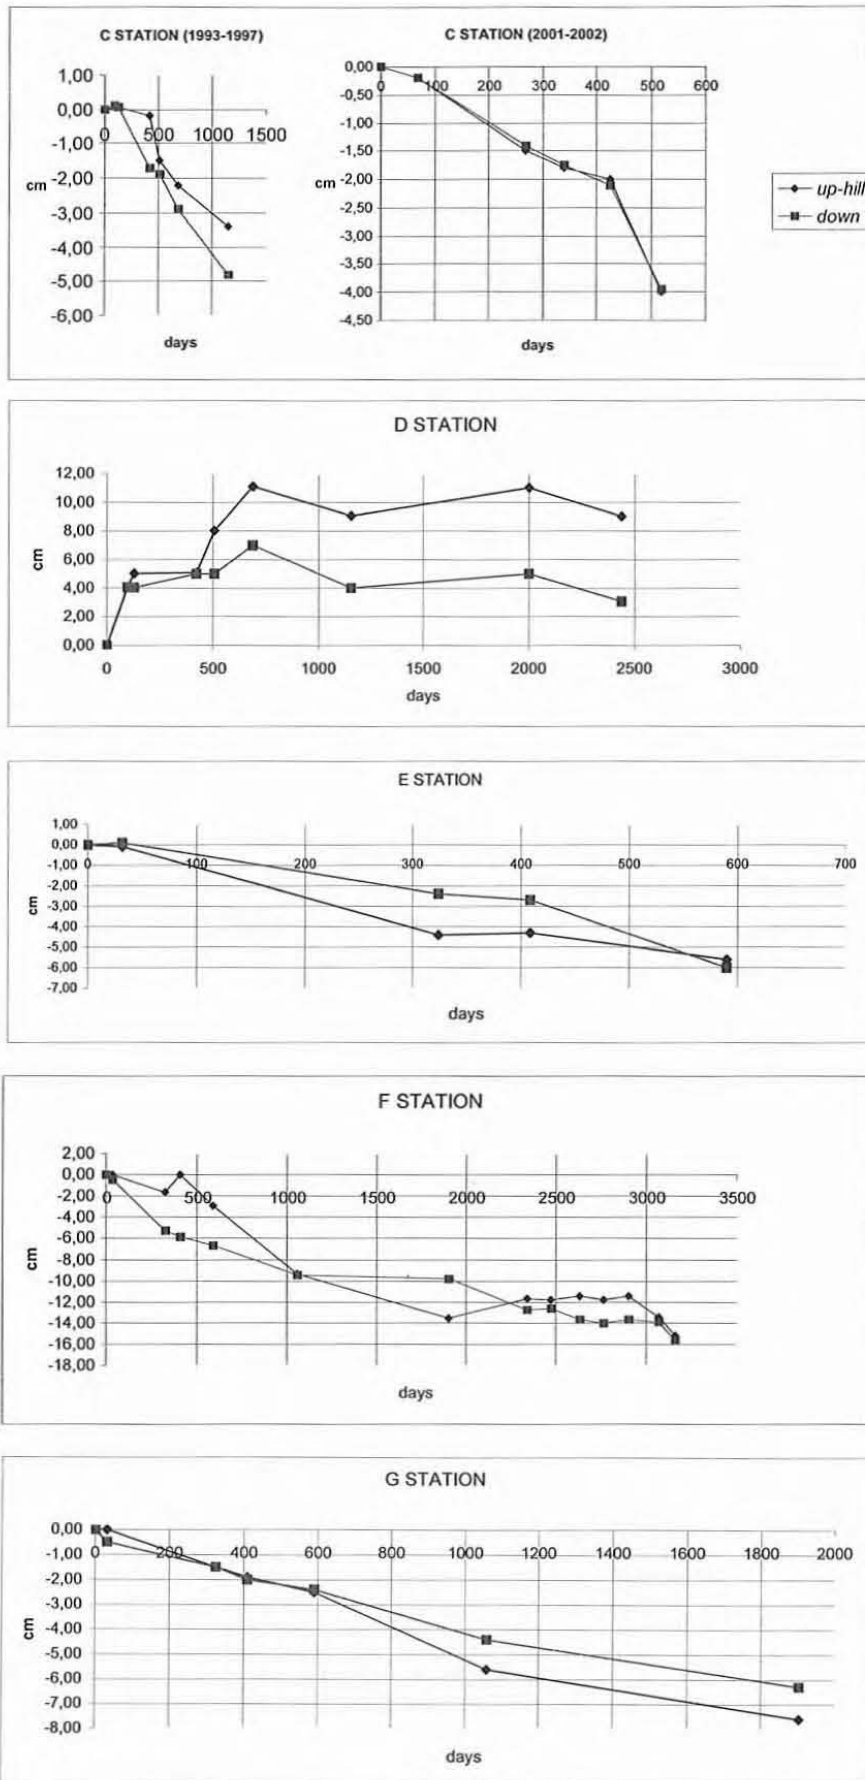 C STATION (1993-1997)
1,00
0,00
-1,00
-2,00
-3,00
-4,00
-5,00
-6,00
0 500 1000 1500
cm
days
C STATION (2001-2002)
0,00
-0,50
-1,00
-1,50
-2,00
-2,50
-3,00
-3,50
-4,00
-4,50
0 100 200 300 400 500 600
cm
days
up-hill
down
D STATION
12,00
10,00
8,00
6,00
4,00
2,00
0,00
0 500 1000 1500 2000 2500 3000
cm
days
E STATION
1,00
0,00
-1,00
-2,00
-3,00
-4,00
-5,00
-6,00
-7,00
0 100 200 300 400 500 600 700
cm
days
F STATION
2,00
0,00
-2,00
-4,00
-6,00
-8,00
-10,00
-12,00
-14,00
-16,00
-18,00
0 500 1000 1500 2000 2500 3000 3500
cm
days
G STATION
0,00
-1,00
-2,00
-3,00
-4,00
-5,00
-6,00
-7,00
-8,00
0 200 400 600 800 1000 1200 1400 1600 1800 2000
cm
days